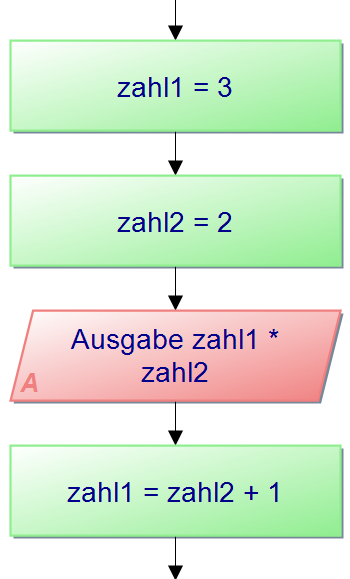 zahl1 = 3
zahl2 = 2
Ausgabe zahl1 *
zahl2
A
zahl1 = zahl2 + 1